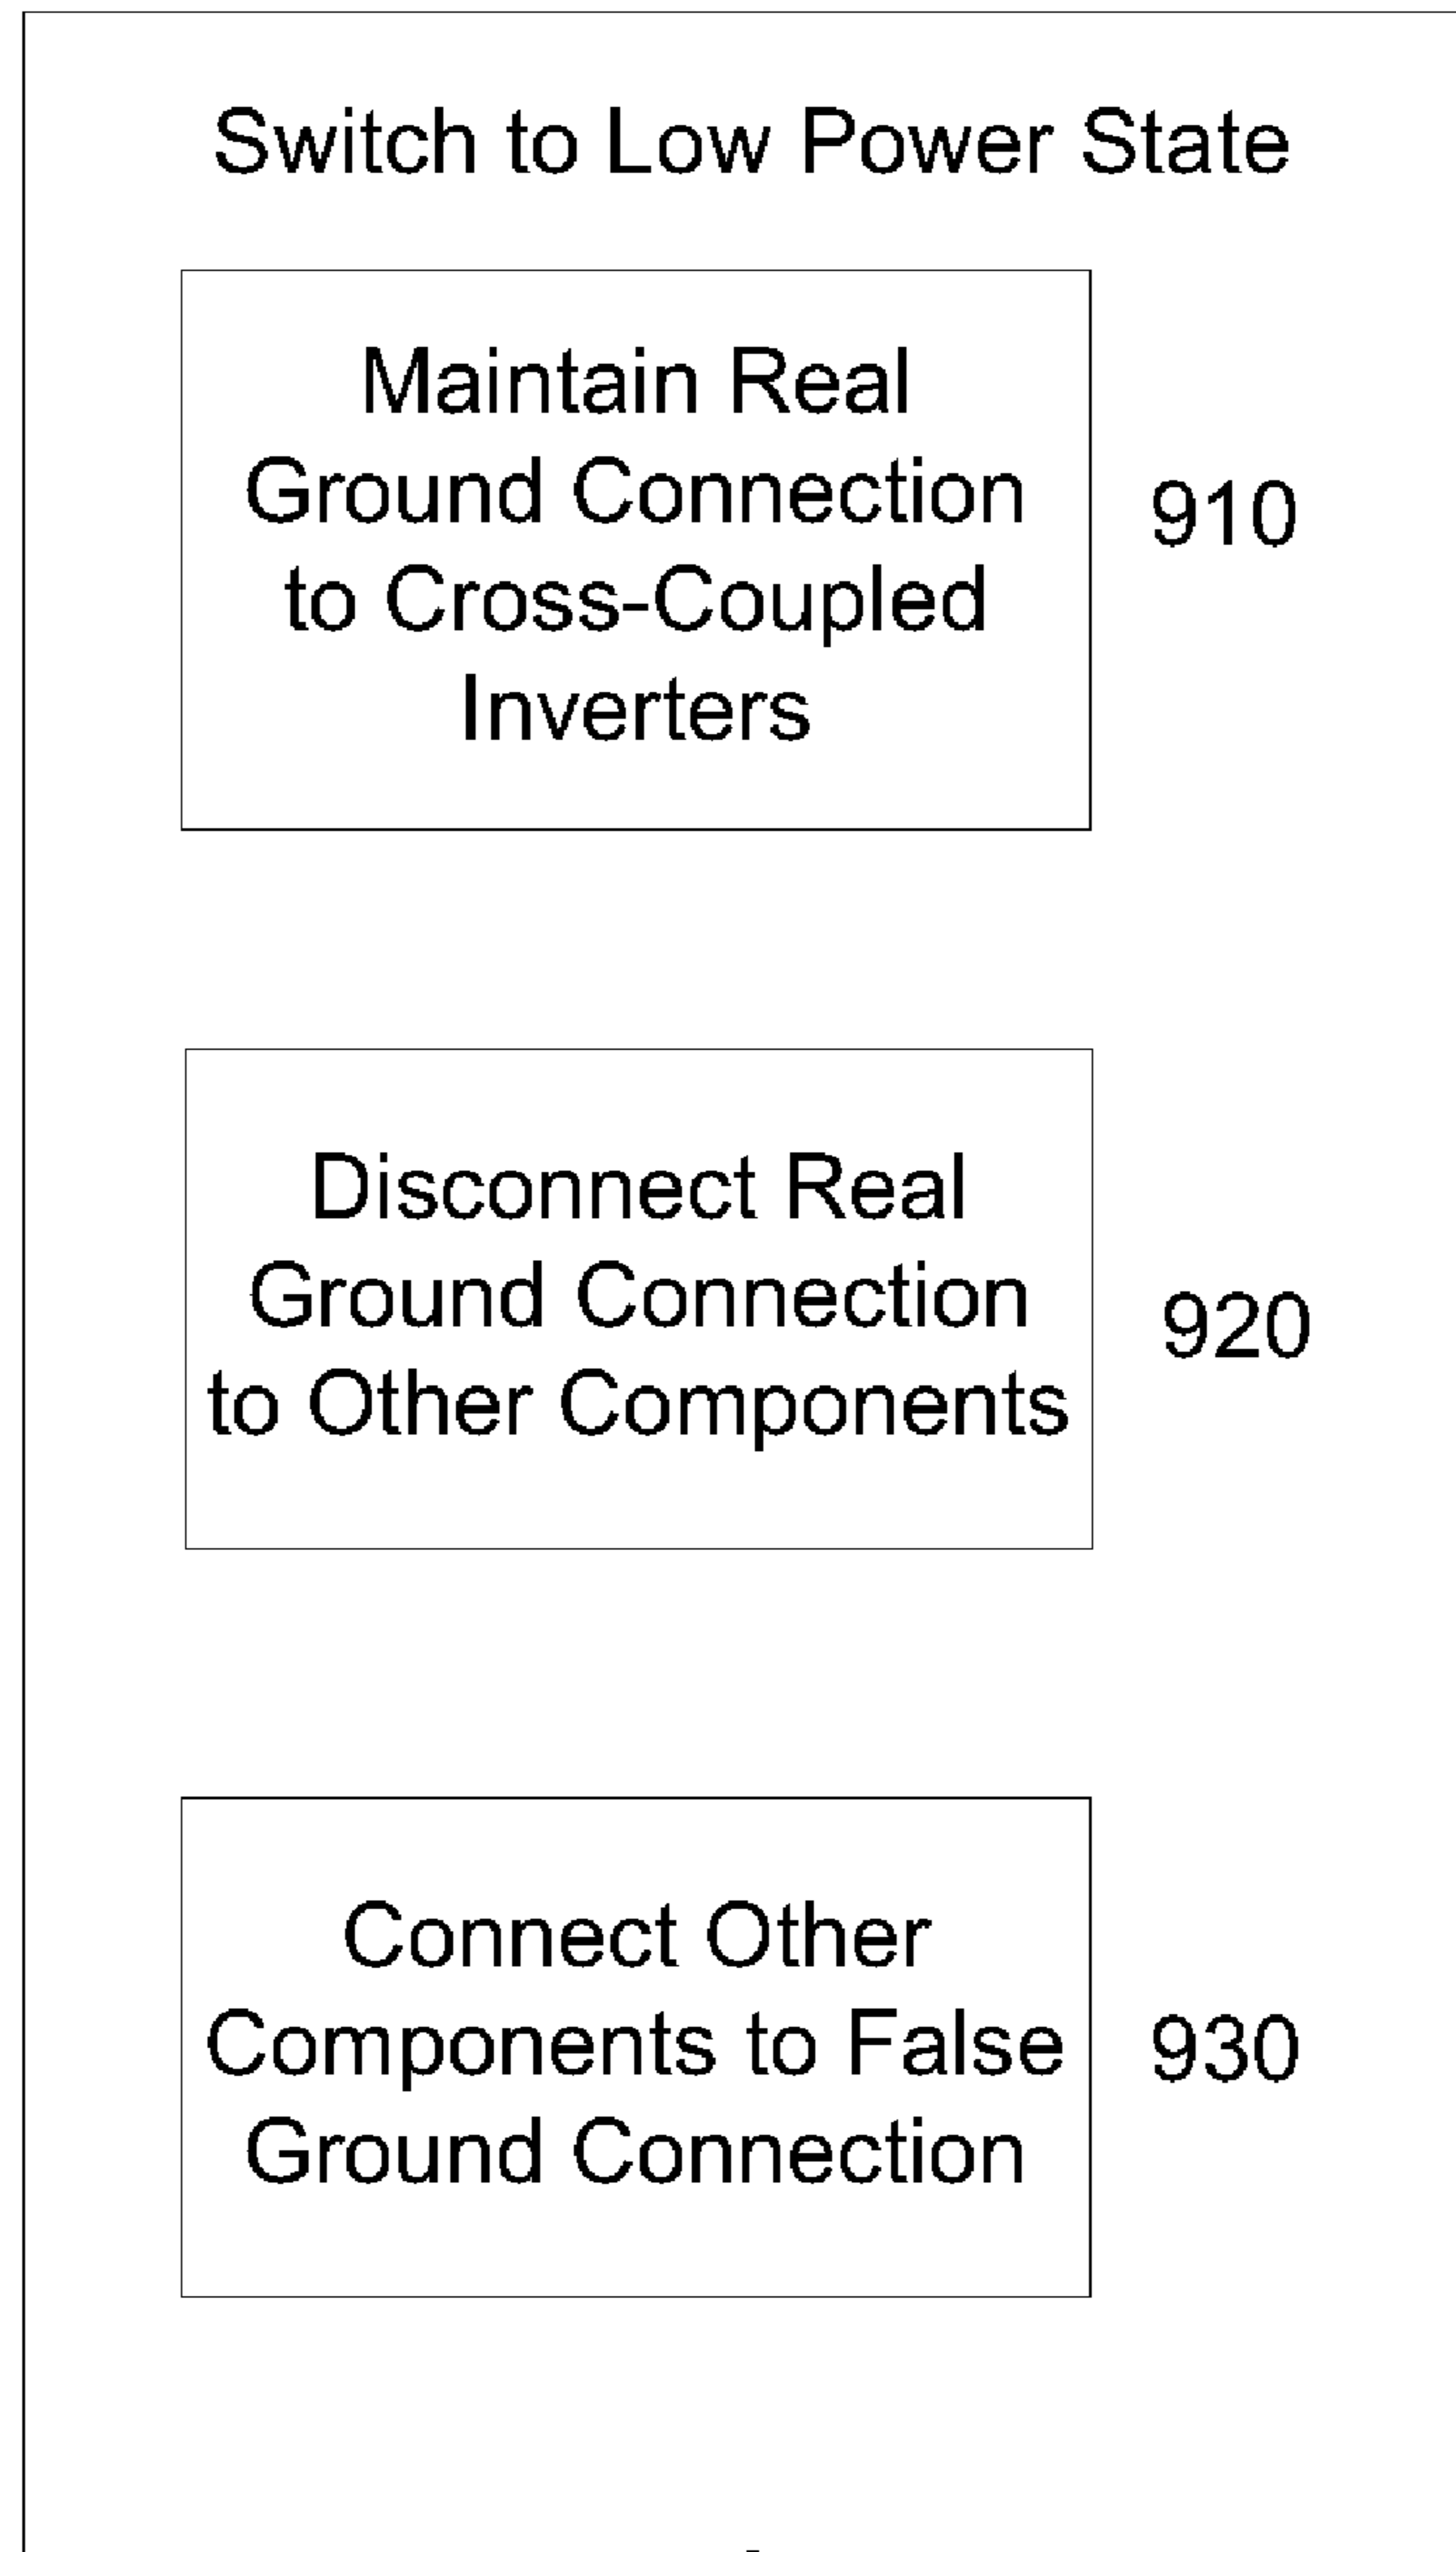 Switch to Low Power State
Maintain Real
Ground Connection
to Cross-Coupled
Inverters
910
Disconnect Real
Ground Connection
to Other Components
920
Connect Other
Components to False
Ground Connection
930